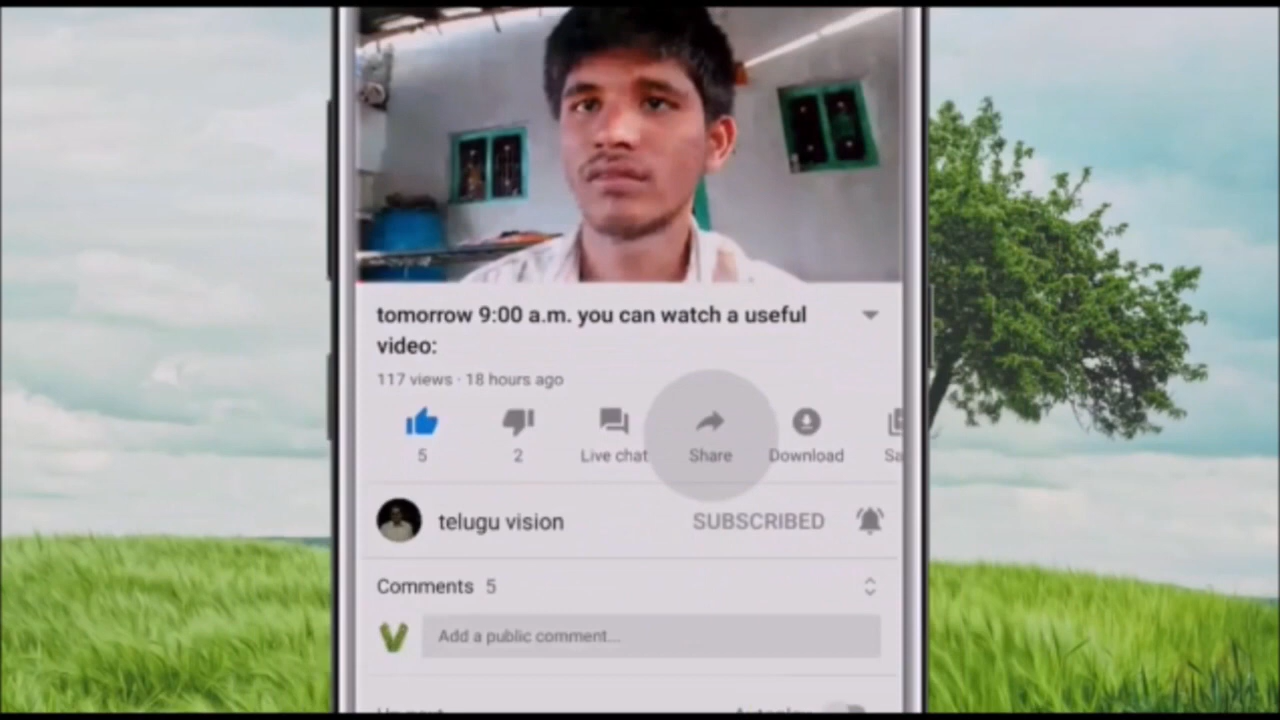 tomorrow 9:00 a.m. you can watch a useful
video:
117 views · 18 hours ago
5
2
Live chat
Share
Download
telugu vision
SUBSCRIBED
Comments 5
Add a public comment...